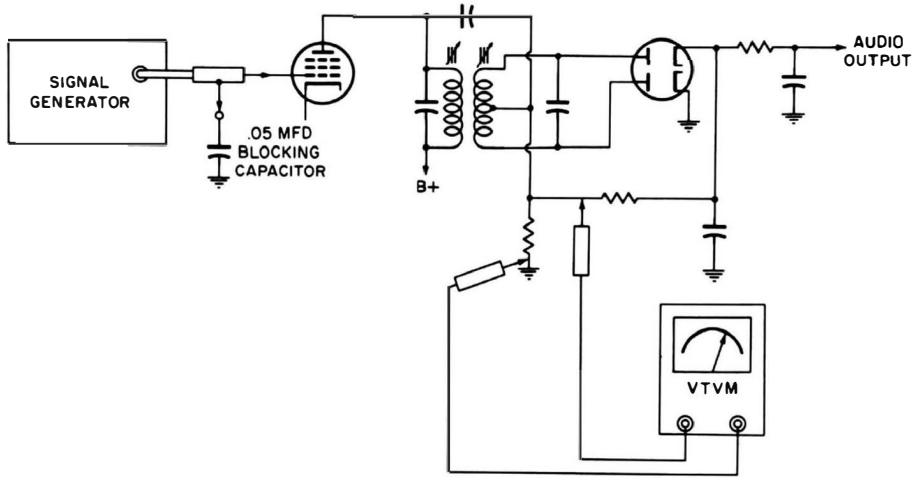 SIGNAL
GENERATOR
.05 MFD
BLOCKING
CAPACITOR
B+
AUDIO
OUTPUT
VTVM